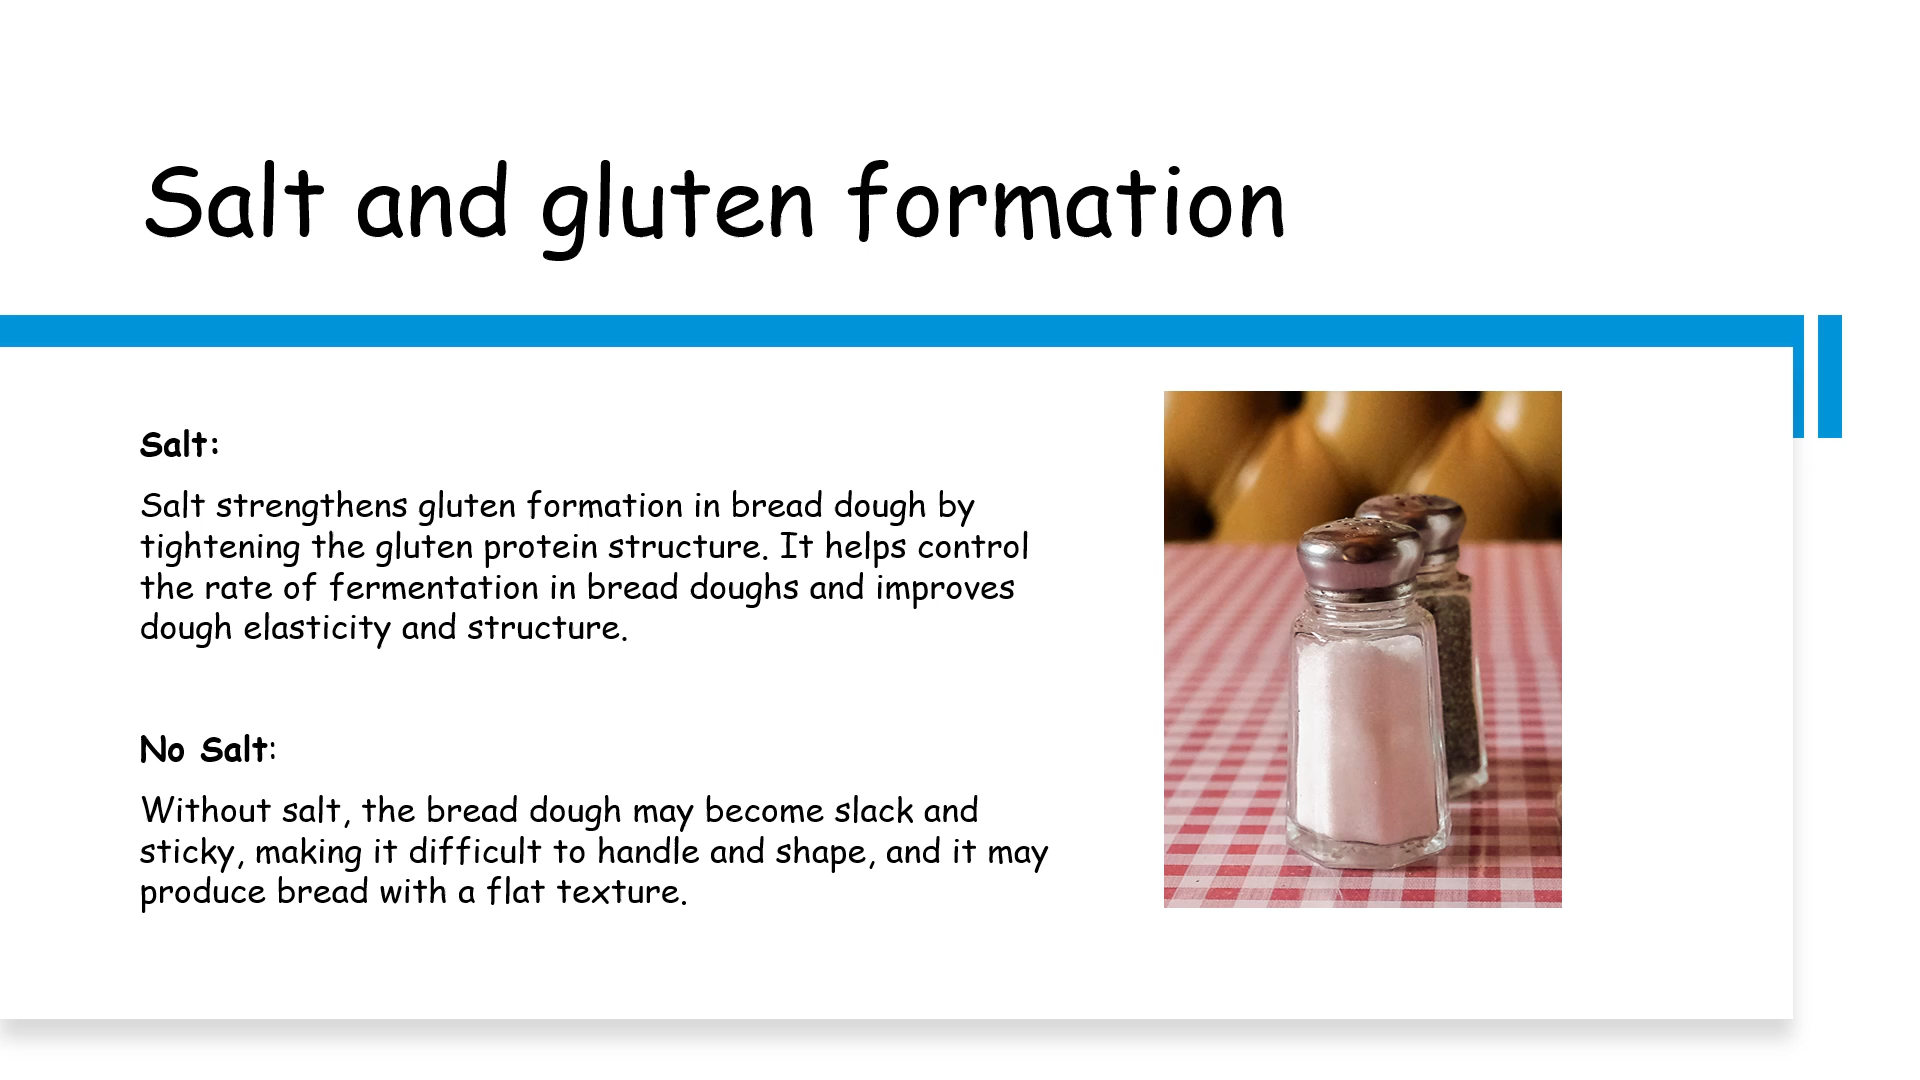 Salt and gluten formation
Salt:
Salt strengthens gluten formation in bread dough by
tightening the gluten protein structure. It helps control
the rate of fermentation in bread doughs and improves
dough elasticity and structure.
No Salt:
Without salt, the bread dough may become slack and
sticky, making it difficult to handle and shape, and it may
produce bread with a flat texture.